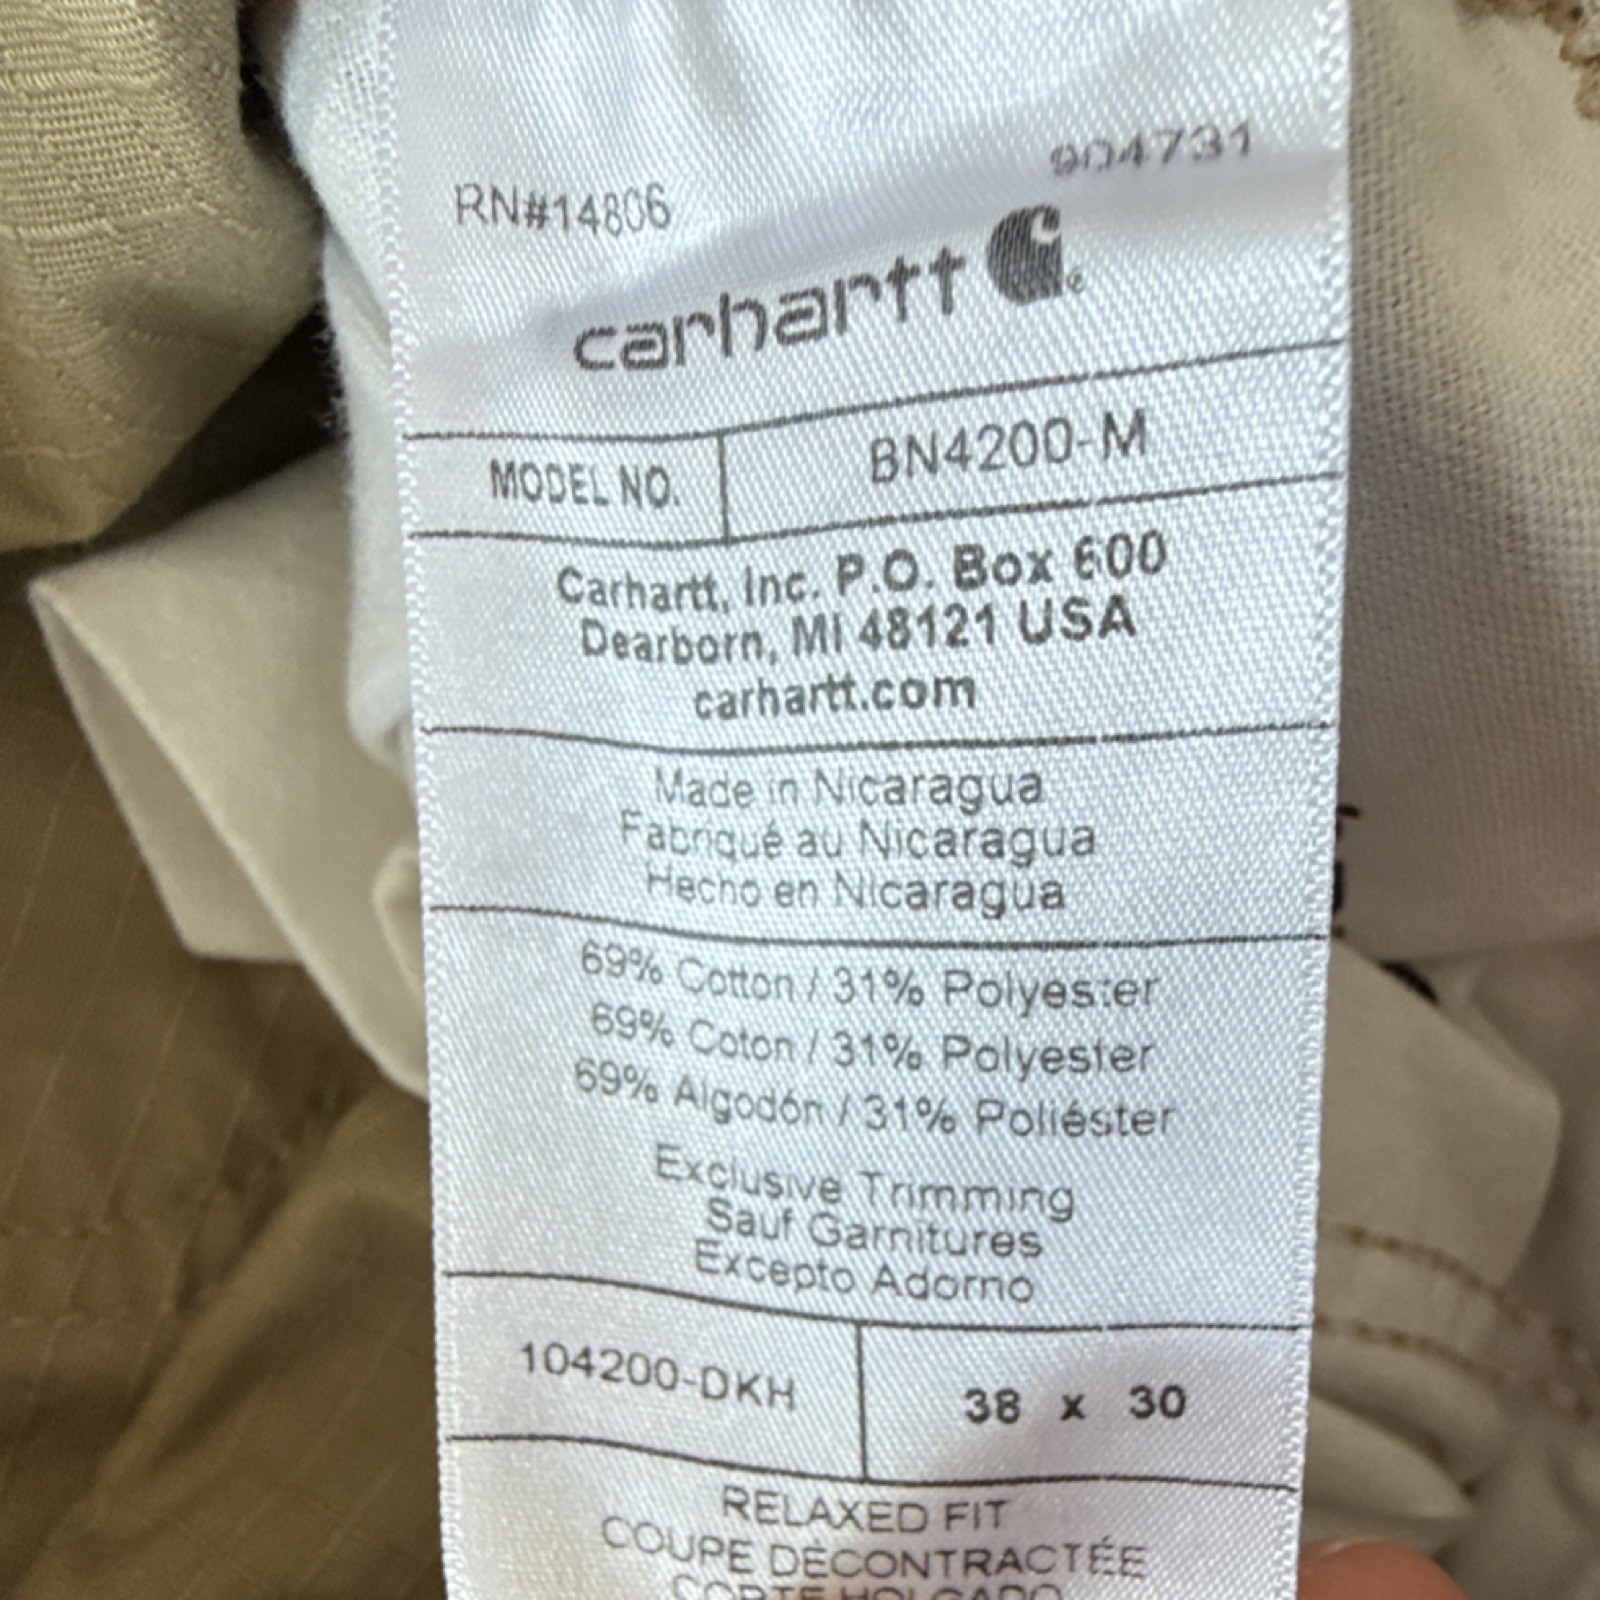 904731
RN#14806
carhartt
MODEL NO. BN4200-M
Carhartt, Inc. P.O. Box 600
Dearborn, MI 48121 USA
carhartt.com
Made in Nicaragua
Fabriqué au Nicaragua
Hecho en Nicaragua
69% Cotton / 31% Polyester
69% Coton / 31% Polyester
69% Algodón / 31% Poliéster
Exclusive Trimming
Sauf Garnitures
Excepto Adorno
104200-DKH 38 x 30
RELAXED FIT
COUPE DÉCONTRACTÉE
CORTE HOLGADO